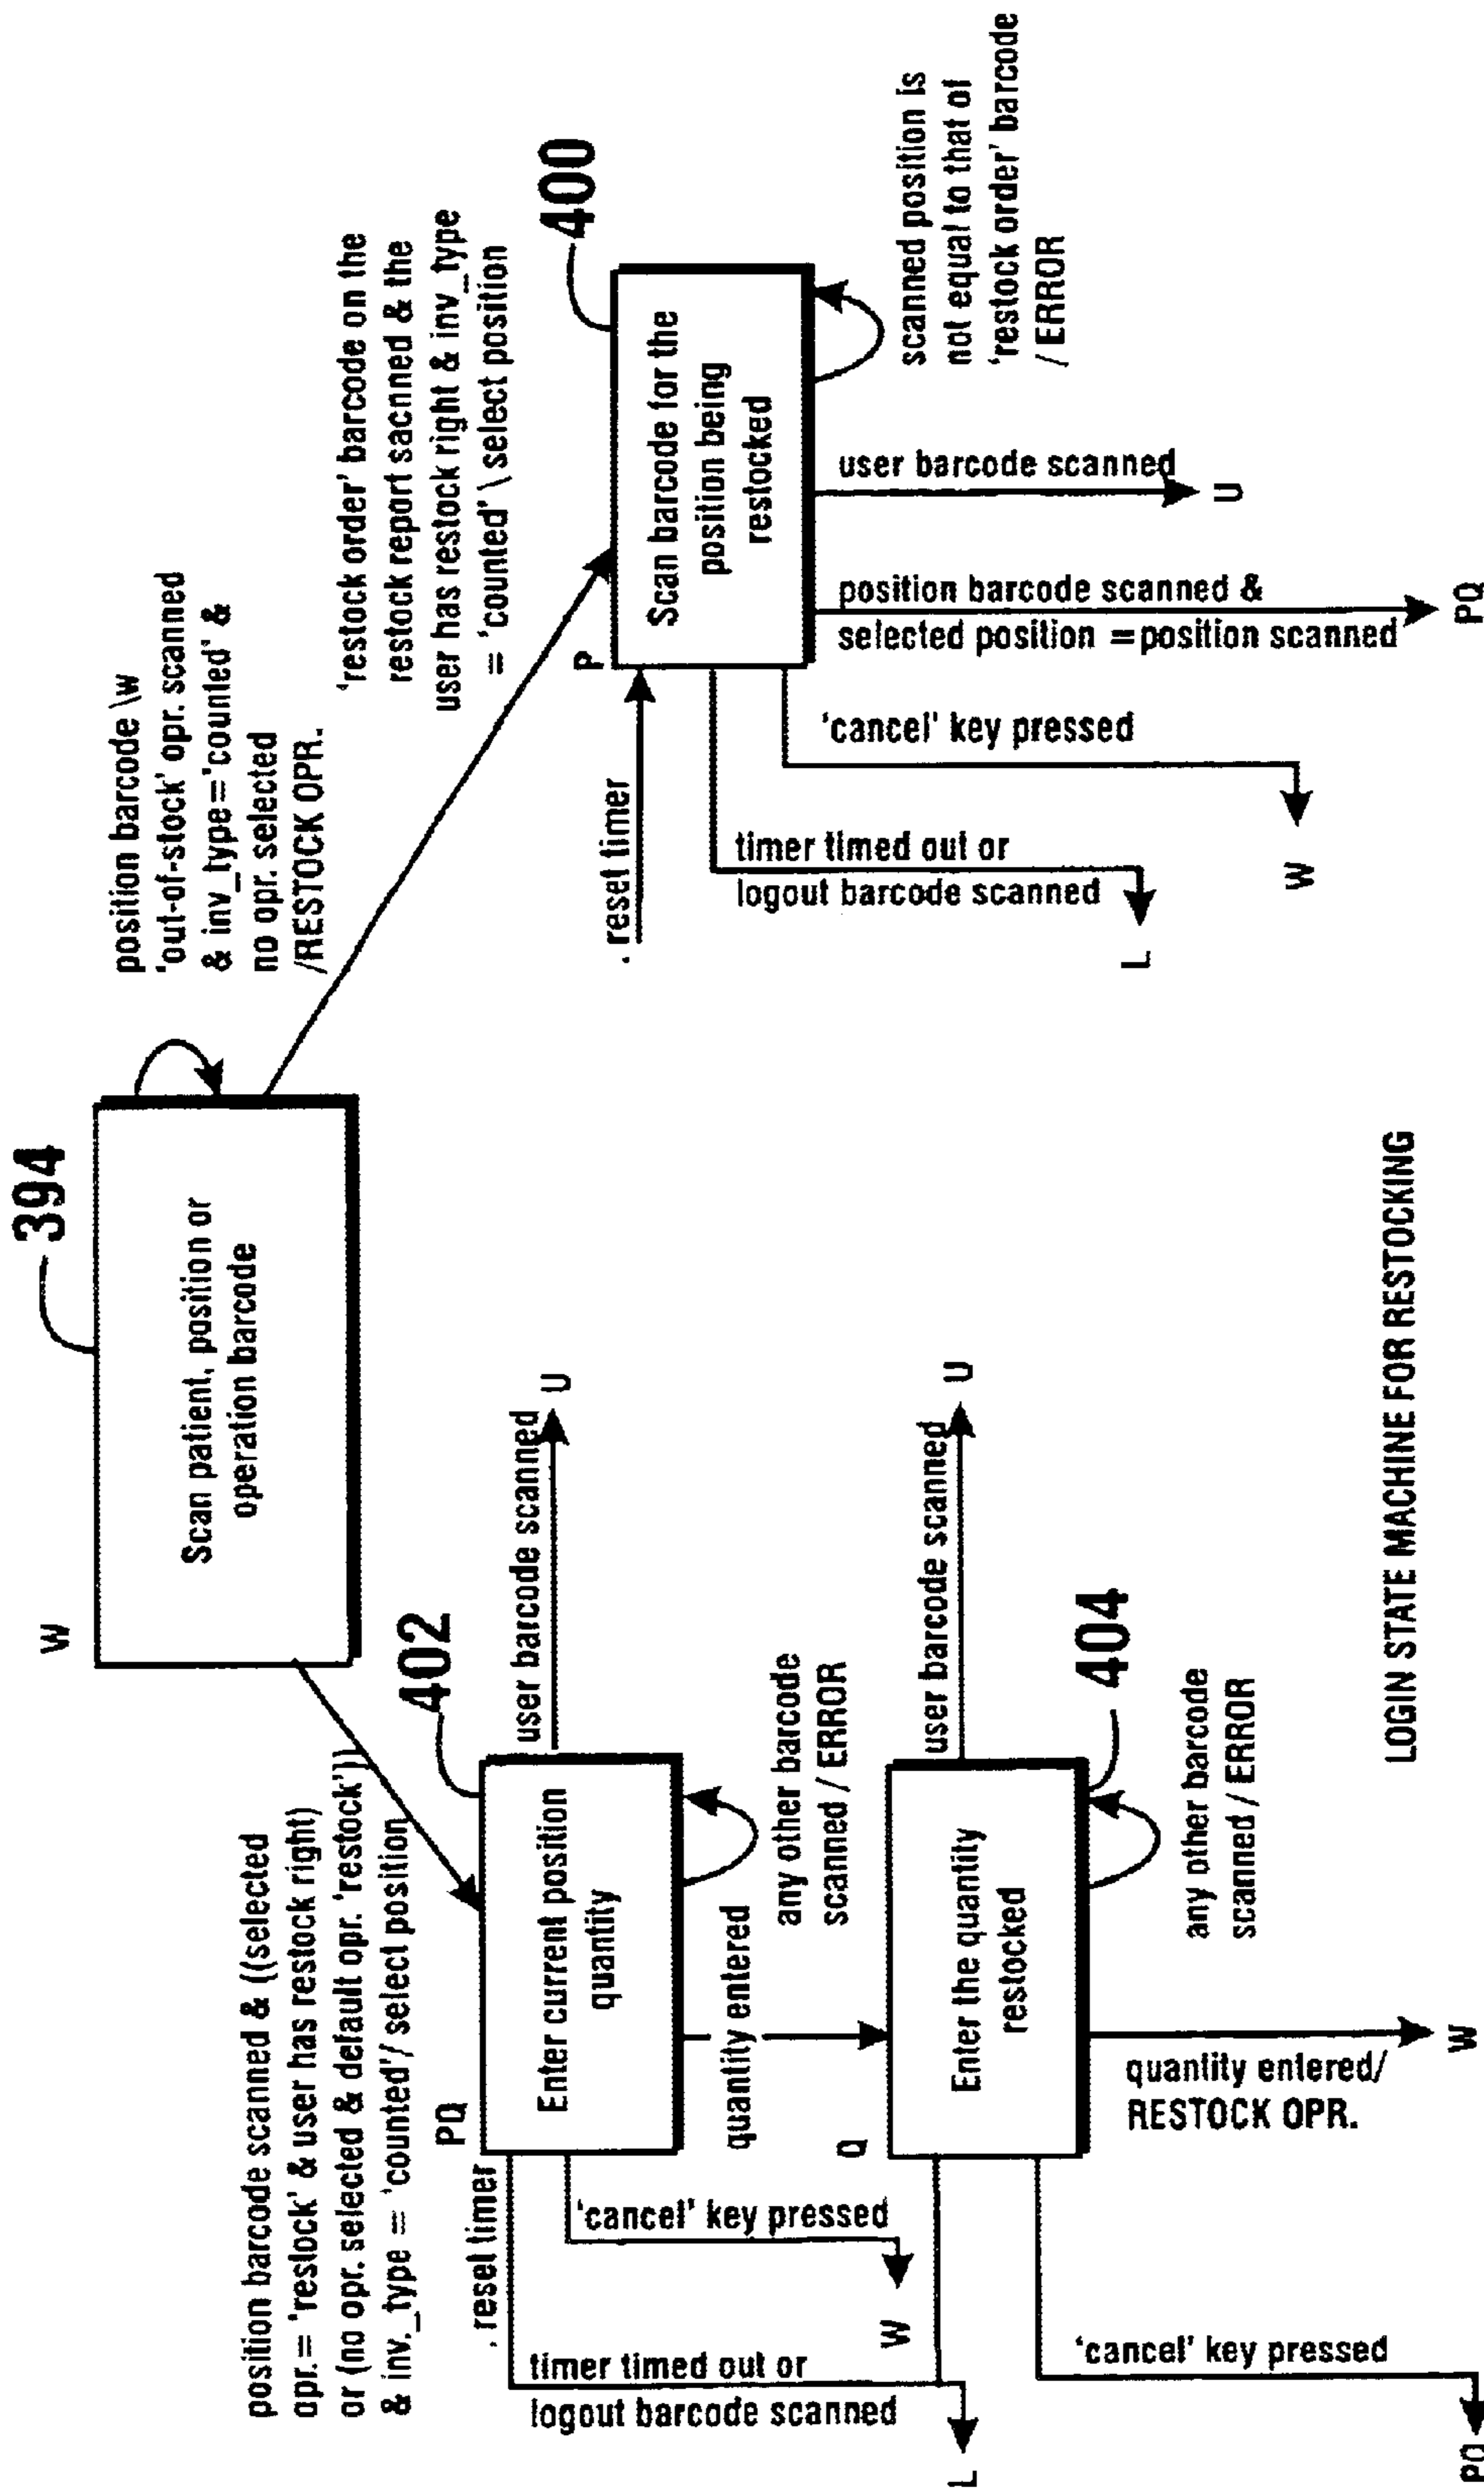 394
W
Scan patient, position or
operation barcode
position barcode \w
'out-of-stock' opr. scanned
& inv_type='counted' &
no opr. selected
/RESTOCK OPR.
'restock order' barcode on the
restock report sacnned & the
user has restock right & inv_type
= 'counted' \ select position
400
P
Scan barcode for the
position being
restocked
. reset timer
timer timed out or
logout barcode scanned
L
'cancel' key pressed
W
position barcode scanned &
selected position = position scanned
PQ
user barcode scanned
U
scanned position is
not equal to that of
'restock order' barcode
/ ERROR
position barcode scanned & ((selected
opr. = 'restock' & user has restock right)
or (no opr. selected & default opr. 'restock'))
& inv._type = 'counted'/ select position
402
PQ
Enter current position
quantity
user barcode scanned
U
. reset timer
'cancel' key pressed
W
timer timed out or
logout barcode scanned
L
quantity entered
any other barcode
scanned / ERROR
Q
Enter the quantity
restocked
404
user barcode scanned
U
any other barcode
scanned / ERROR
quantity entered/
RESTOCK OPR.
W
'cancel' key pressed
PQ
LOGIN STATE MACHINE FOR RESTOCKING